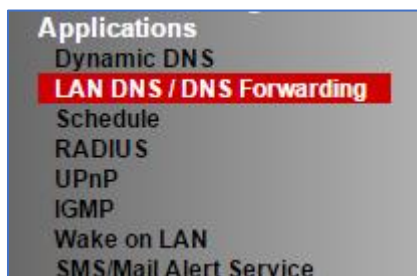 Applications
Dynamic DNS
LAN DNS / DNS Forwarding
Schedule
RADIUS
UPnP
IGMP
Wake on LAN
SMS/Mail Alert Service